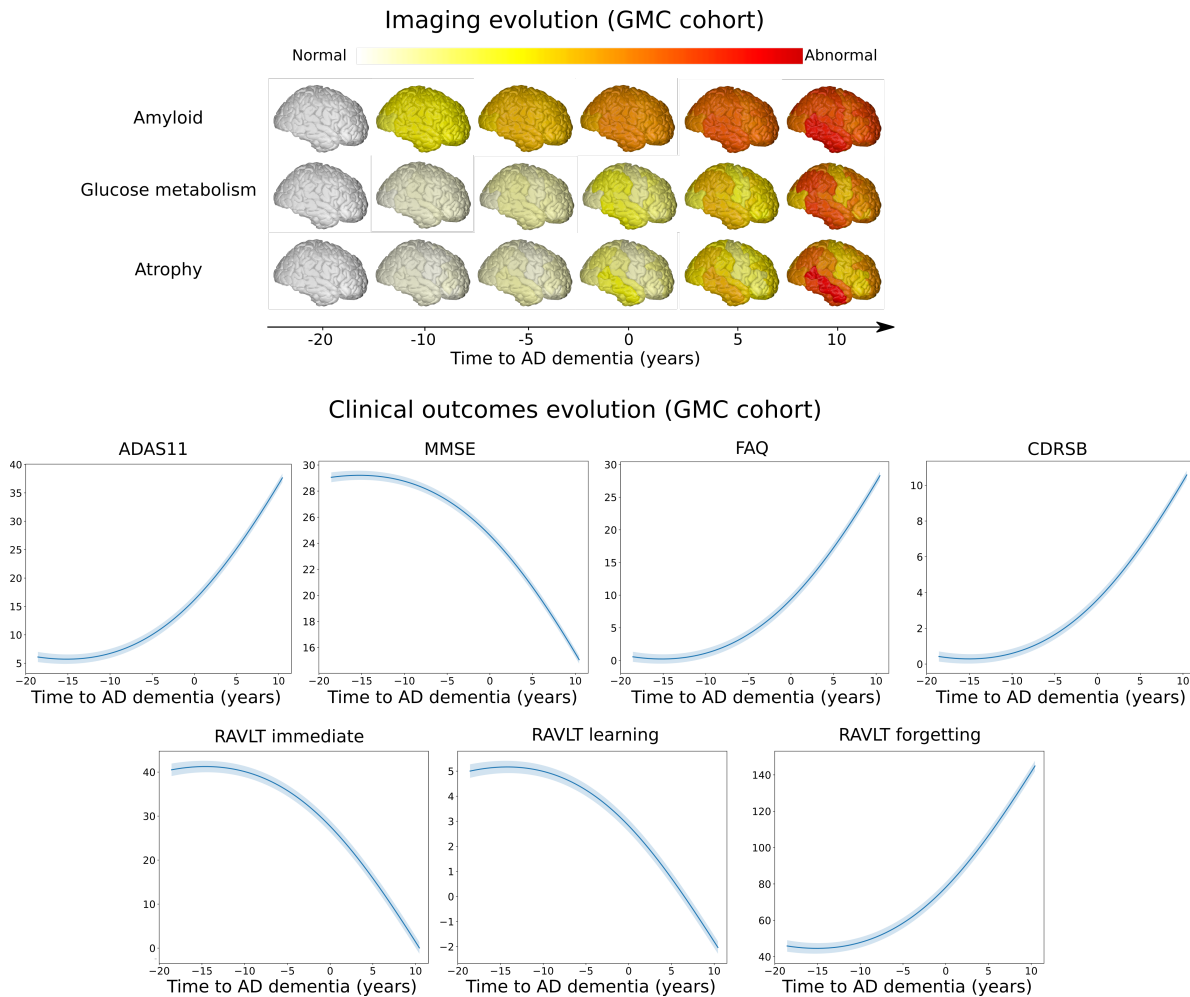 Imaging evolution (GMC cohort)
Normal Abnormal
Amyloid
Glucose metabolism
Atrophy
-20 -10 -5 0 5 10
Time to AD dementia (years)
Clinical outcomes evolution (GMC cohort)
ADAS11 MMSE FAQ CDRSB
40 35 30 25 20 15 10 5
−20 −15 −10 −5 0 5 10
Time to AD dementia (years)
30 28 26 24 22 20 18 16
−20 −15 −10 −5 0 5 10
Time to AD dementia (years)
30 25 20 15 10 5 0
−20 −15 −10 −5 0 5 10
Time to AD dementia (years)
10 8 6 4 2 0
−20 −15 −10 −5 0 5 10
Time to AD dementia (years)
RAVLT immediate RAVLT learning RAVLT forgetting
40 30 20 10 0
−20 −15 −10 −5 0 5 10
Time to AD dementia (years)
5 4 3 2 1 0 −1 −2
−20 −15 −10 −5 0 5 10
Time to AD dementia (years)
140 120 100 80 60 40
−20 −15 −10 −5 0 5 10
Time to AD dementia (years)